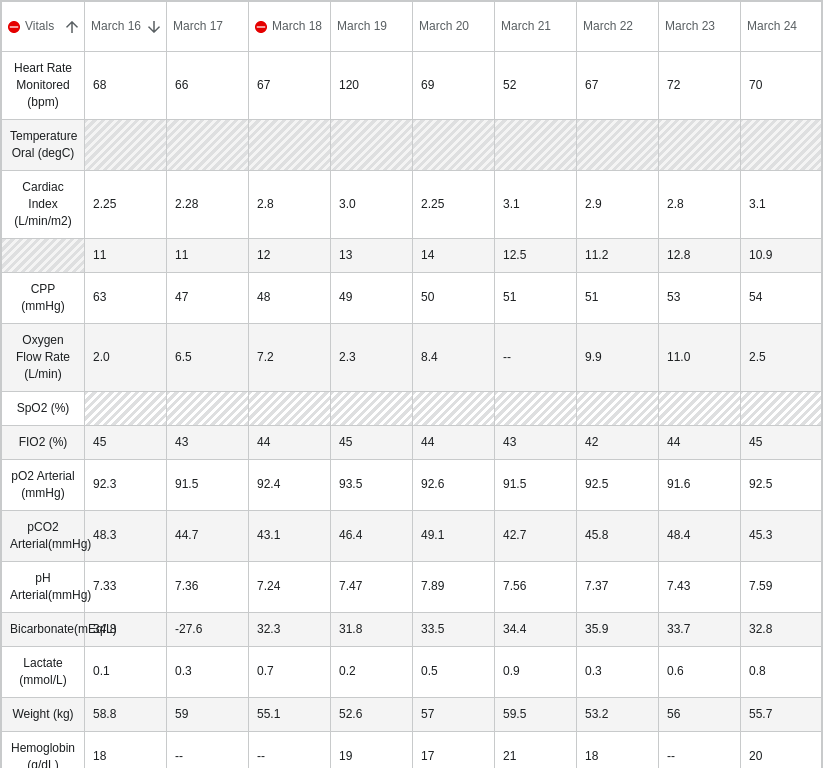 Vitals March 16 March 17 March 18 March 19 March 20 March 21 March 22 March 23 March 24
Heart Rate
Monitored 68 66 67 120 69 52 67 72 70
(bpm)
Temperature
Oral (degC)
Cardiac
Index 2.25 2.28 2.8 3.0 2.25 3.1 2.9 2.8 3.1
(L/min/m2)
11 11 12 13 14 12.5 11.2 12.8 10.9
CPP
63 47 48 49 50 51 51 53 54
(mmHg)
Oxygen
Flow Rate 2.0 6.5 7.2 2.3 8.4 -- 9.9 11.0 2.5
(L/min)
SpO2 (%)
FIO2 (%) 45 43 44 45 44 43 42 44 45
pO2 Arterial
92.3 91.5 92.4 93.5 92.6 91.5 92.5 91.6 92.5
(mmHg)
pCO2
48.3 44.7 43.1 46.4 49.1 42.7 45.8 48.4 45.3
Arterial(mmHg)
pH
7.33 7.36 7.24 7.47 7.89 7.56 7.37 7.43 7.59
Arterial(mmHg)
-27.6 32.3 31.8 33.5 34.4 35.9 33.7 32.8
Lactate
0.1 0.3 0.7 0.2 0.5 0.9 0.3 0.6 0.8
(mmol/L)
Weight (kg) 58.8 59 55.1 52.6 57 59.5 53.2 56 55.7
Hemoglobin
18 -- -- 19 17 21 18 -- 20
(g/dL)